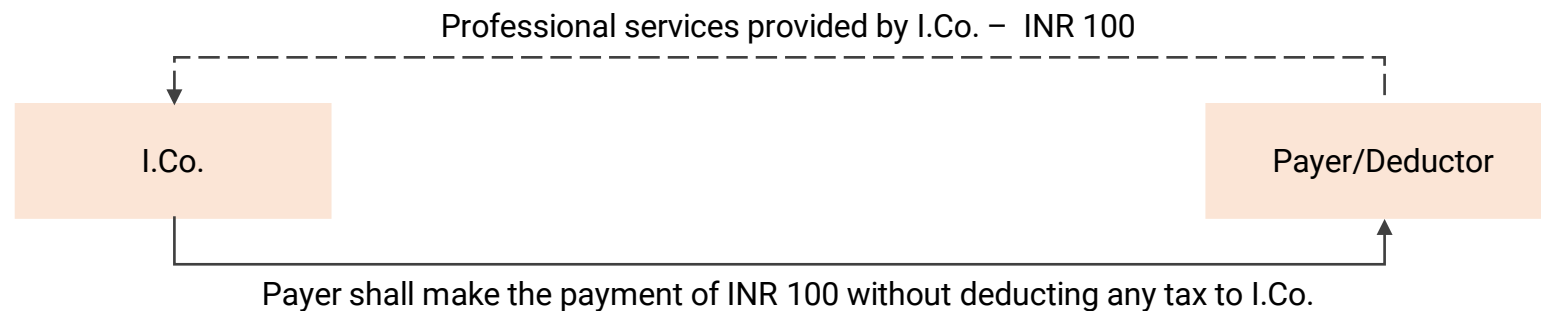 Professional services provided by I.Co. – INR 100
I.Co.
Payer/Deductor
Payer shall make the payment of INR 100 without deducting any tax to I.Co.